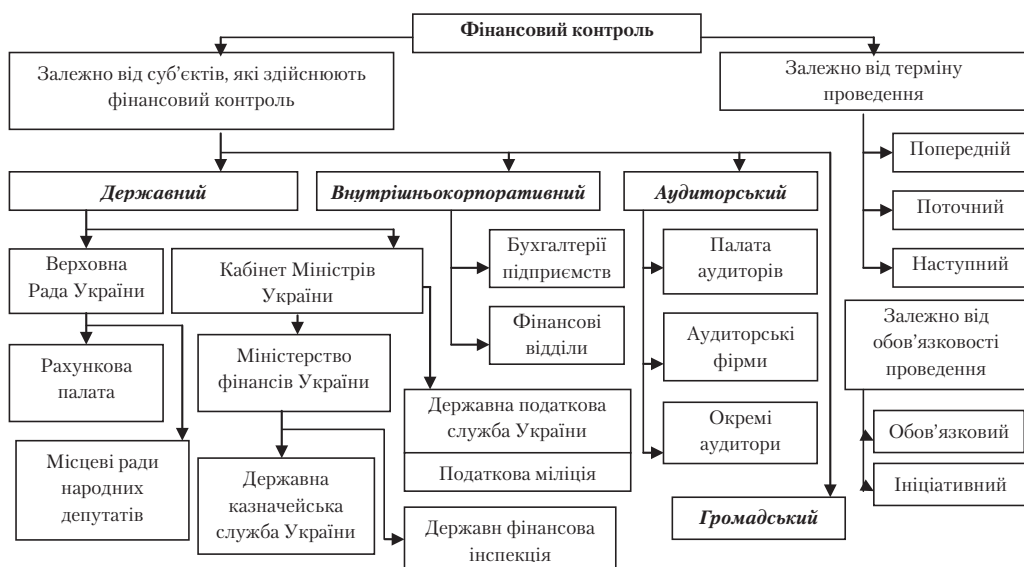 Фінансовий контроль
Залежно від суб’єктів, які здійснюють
фінансовий контроль
Залежно від терміну
проведення
Попередній
Поточний
Наступний
Державний
Внутрішньокорпоративний
Аудиторський
Верховна
Рада України
Кабінет Міністрів
України
Бухгалтерії
підприємств
Палата
аудиторів
Рахункова
палата
Міністерство
фінансів України
Фінансові
відділи
Аудиторські
фірми
Залежно від
обов’язковості
проведення
Державна податкова
служба України
Податкова міліція
Окремі
аудитори
Обов’язковий
Ініціативний
Місцеві ради
народних
депутатів
Державна
казначейська
служба України
Державн фінансова
інспекція
Громадський